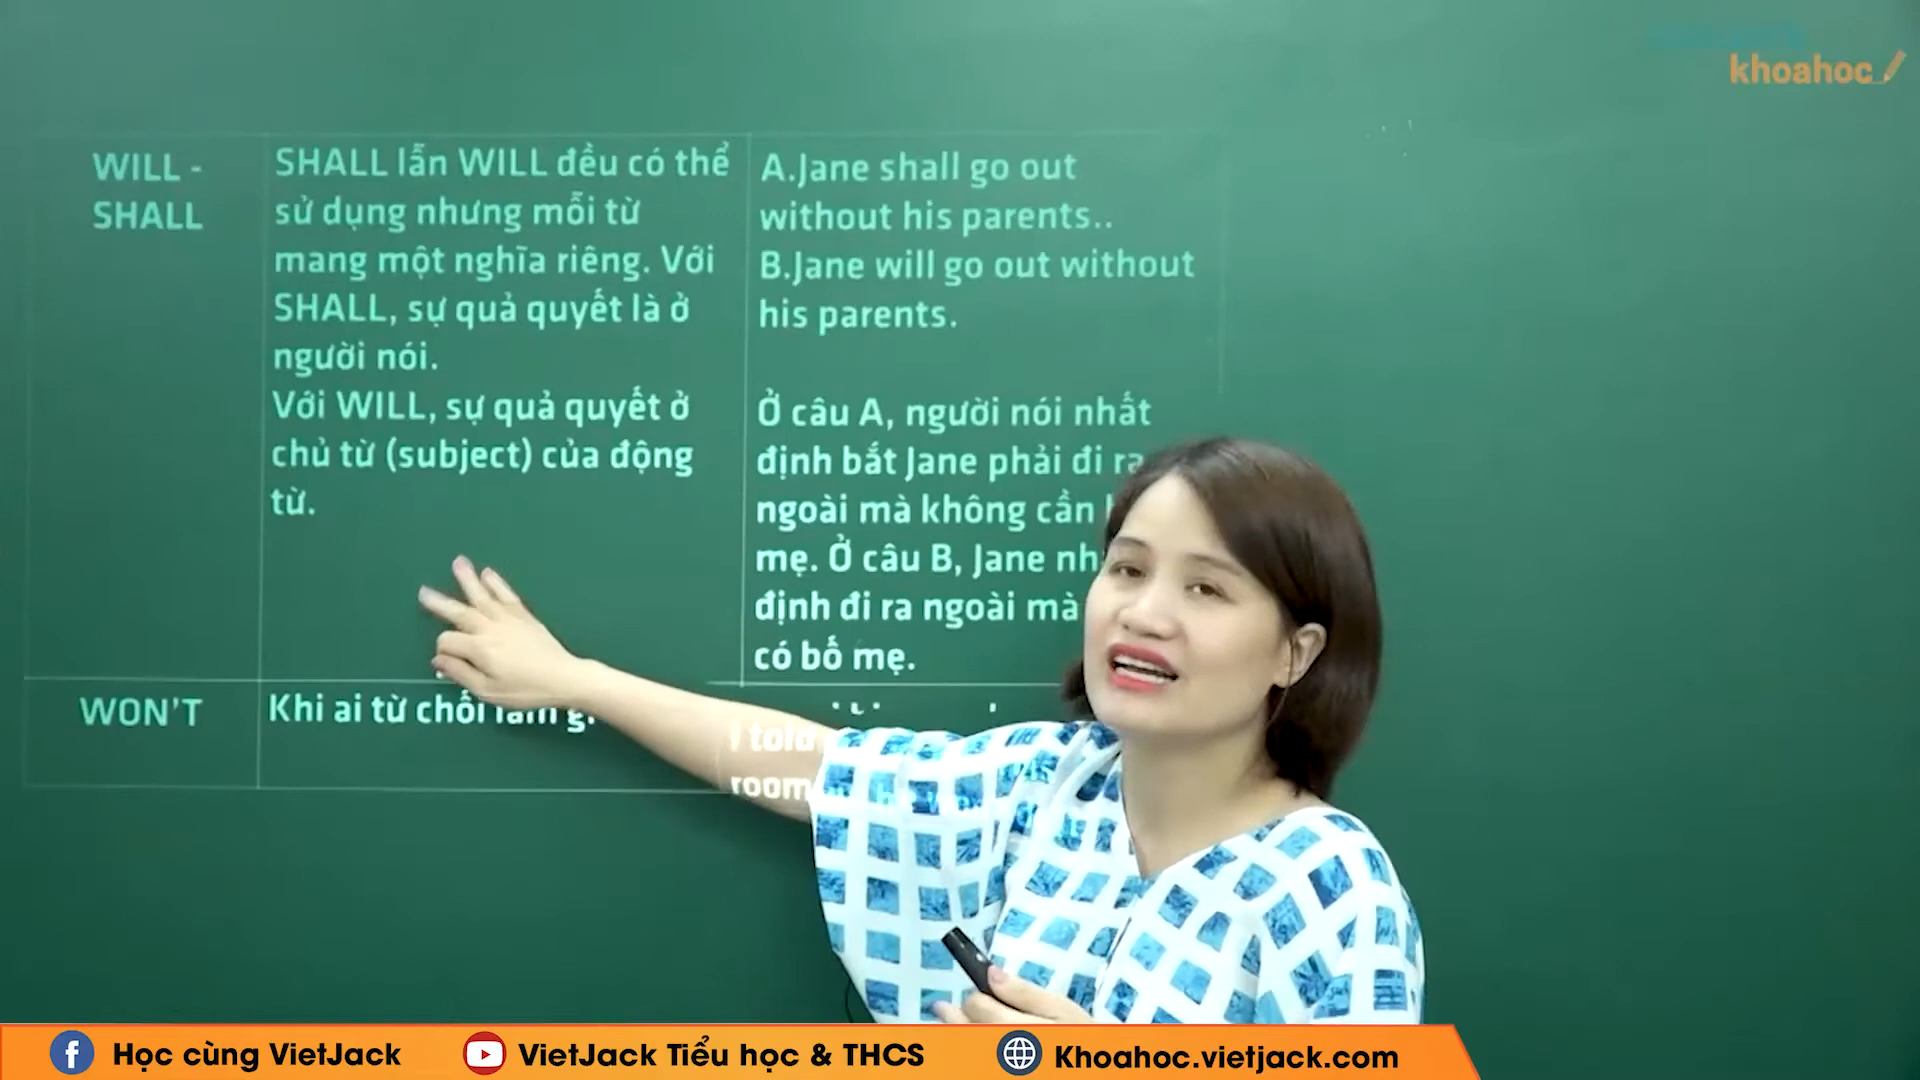 khoahoc
WILL -
SHALL
SHALL lẫn WILL đều có thể
sử dụng nhưng mỗi từ
mang một nghĩa riêng. Với
SHALL, sự quả quyết là ở
người nói.
Với WILL, sự quả quyết ở
chủ từ (subject) của động
từ.
A.Jane shall go out
without his parents..
B.Jane will go out without
his parents.
Ở câu A, người nói nhất
định bắt Jane phải đi ra
ngoài mà không cần
mẹ. Ở câu B, Jane
định đi ra ngoài mà
có bố mẹ.
WON'T
Khi ai từ chối làm
I told
room
Học cùng VietJack
VietJack Tiểu học & THCS
Khoahoc.vietjack.com